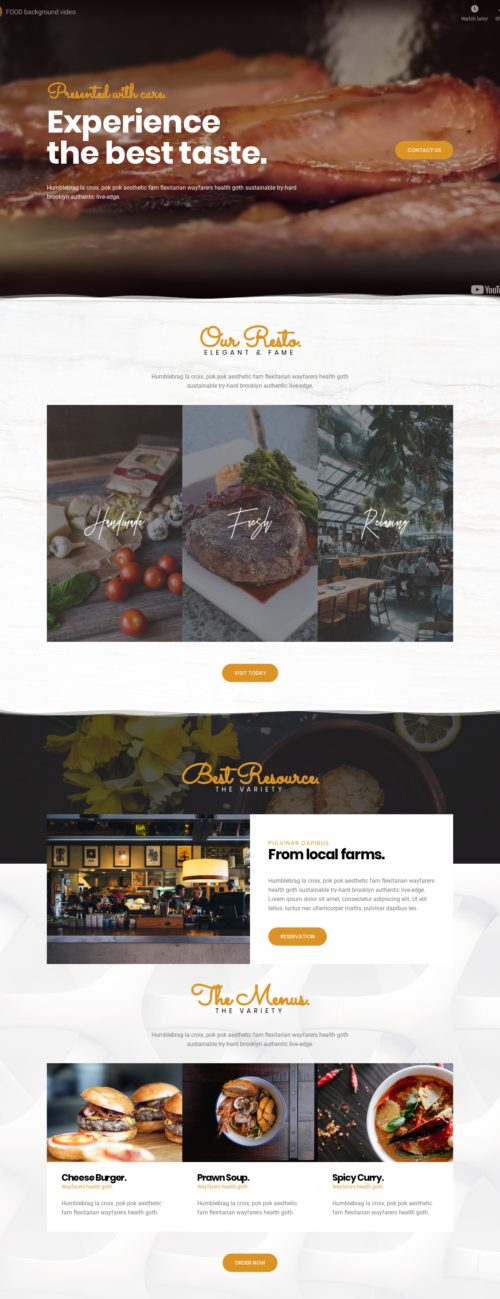 FOOD background video
Watch later
Presented with care.
Experience
the best taste.
CONTACT US
Humblebrag la croix, pok pok aesthetic fam flexitarian wayfarers health goth sustainable try-hard
brooklyn authentic live-edge.
Our Resto.
ELEGANT & FAME
Humblebrag la croix, pok pok aesthetic fam flexitarian wayfarers health goth
sustainable try-hard brooklyn authentic live-edge.
Handmade
Fresh
Relaxing
VISIT TODAY
Best Resource.
THE VARIETY
PULVINAR DAPIBUS
From local farms.
Humblebrag la croix, pok pok aesthetic fam flexitarian wayfarers
health goth sustainable try-hard brooklyn authentic live-edge.
Lorem ipsum dolor sit amet, consectetur adipiscing elit. Ut elit
tellus, luctus nec ullamcorper mattis, pulvinar dapibus leo.
RESERVATION
The Menus.
THE VARIETY
Humblebrag la croix, pok pok aesthetic fam flexitarian wayfarers health goth
sustainable try-hard brooklyn authentic live-edge.
Cheese Burger.
Wayfarers health goth.
Humblebrag la croix, pok pok aesthetic
fam flexitarian wayfarers health goth.
Prawn Soup.
Wayfarers health goth.
Humblebrag la croix, pok pok aesthetic
fam flexitarian wayfarers health goth.
Spicy Curry.
Wayfarers health goth.
Humblebrag la croix, pok pok aesthetic
fam flexitarian wayfarers health goth.
ORDER NOW